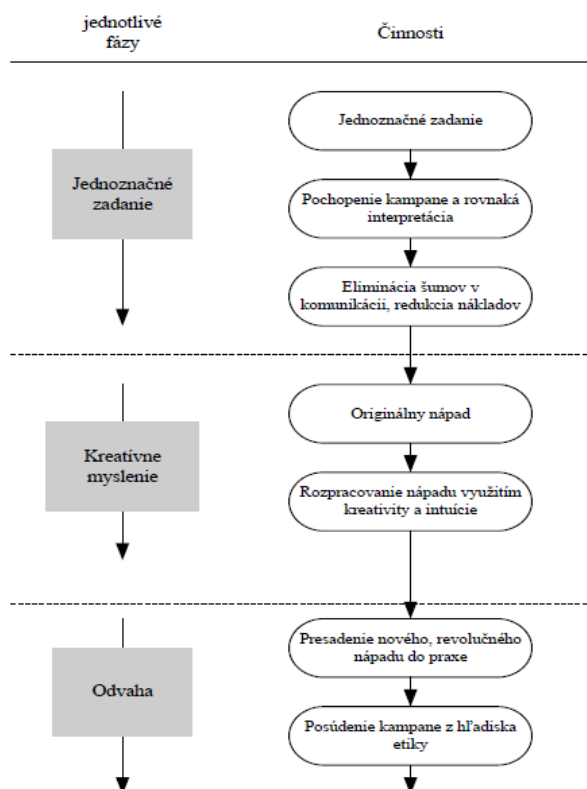 jednotlivé
fázy
Činnosti
Jednoznačné
zadanie
Jednoznačné zadanie
Pochopenie kampane a rovnaká
interpretácia
Eliminácia šumov v
komunikácii, redukcia nákladov
Kreatívne
myslenie
Originálny nápad
Rozpracovanie nápadu využitím
kreativity a intuície
Odvaha
Presadenie nového, revolučného
nápadu do praxe
Posúdenie kampane z hľadiska
etiky